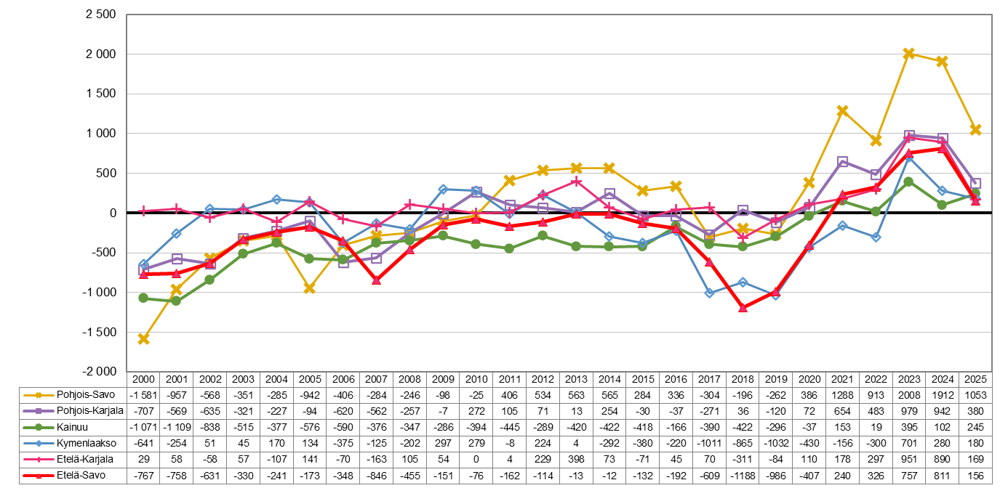 2 500
2 000
1 500
1 000
500
0
-500
-1 000
-1 500
-2 000
2000 2001 2002 2003 2004 2005 2006 2007 2008 2009 2010 2011 2012 2013 2014 2015 2016 2017 2018 2019 2020 2021 2022 2023 2024 2025
Pohjois-Savo -1 581 -957 -568 -351 -285 -942 -406 -284 -246 -98 -25 406 534 563 565 284 336 -304 -196 -262 386 1288 913 2008 1912 1053
Pohjois-Karjala -707 -569 -635 -321 -227 -94 -620 -562 -257 -7 272 105 71 13 254 -30 -37 -271 36 -120 72 654 483 979 942 380
Kainuu -1 071 -1 109 -838 -515 -377 -576 -590 -376 -347 -286 -394 -445 -289 -420 -422 -418 -166 -390 -422 -296 -37 153 19 395 102 245
Kymenlaakso -641 -254 51 45 170 134 -375 -125 -202 297 279 -8 224 4 -292 -380 -220 -1011 -865 -1032 -430 -156 -300 701 280 180
Etelä-Karjala 29 58 -58 57 -107 141 -70 -163 105 54 0 4 229 398 73 -71 45 70 -311 -84 110 178 297 951 890 169
Etelä-Savo -767 -758 -631 -330 -241 -173 -348 -846 -455 -151 -76 -162 -114 -13 -12 -132 -192 -609 -1188 -986 -407 240 326 757 811 156